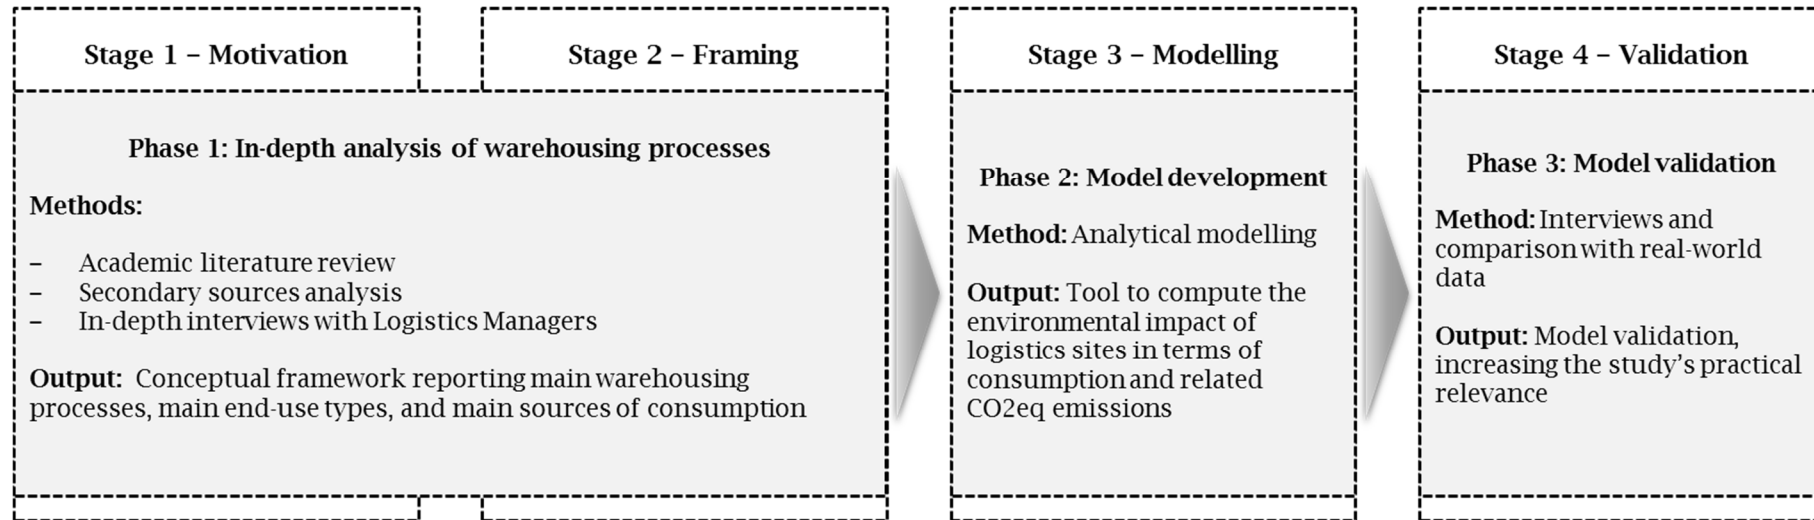 Stage 1 – Motivation
Stage 2 – Framing
Phase 1: In-depth analysis of warehousing processes
Methods:
– Academic literature review
– Secondary sources analysis
– In-depth interviews with Logistics Managers
Output: Conceptual framework reporting main warehousing
processes, main end-use types, and main sources of consumption
Stage 3 – Modelling
Phase 2: Model development
Method: Analytical modelling
Output: Tool to compute the
environmental impact of
logistics sites in terms of
consumption and related
CO2eq emissions
Stage 4 – Validation
Phase 3: Model validation
Method: Interviews and
comparison with real-world
data
Output: Model validation,
increasing the study’s practical
relevance